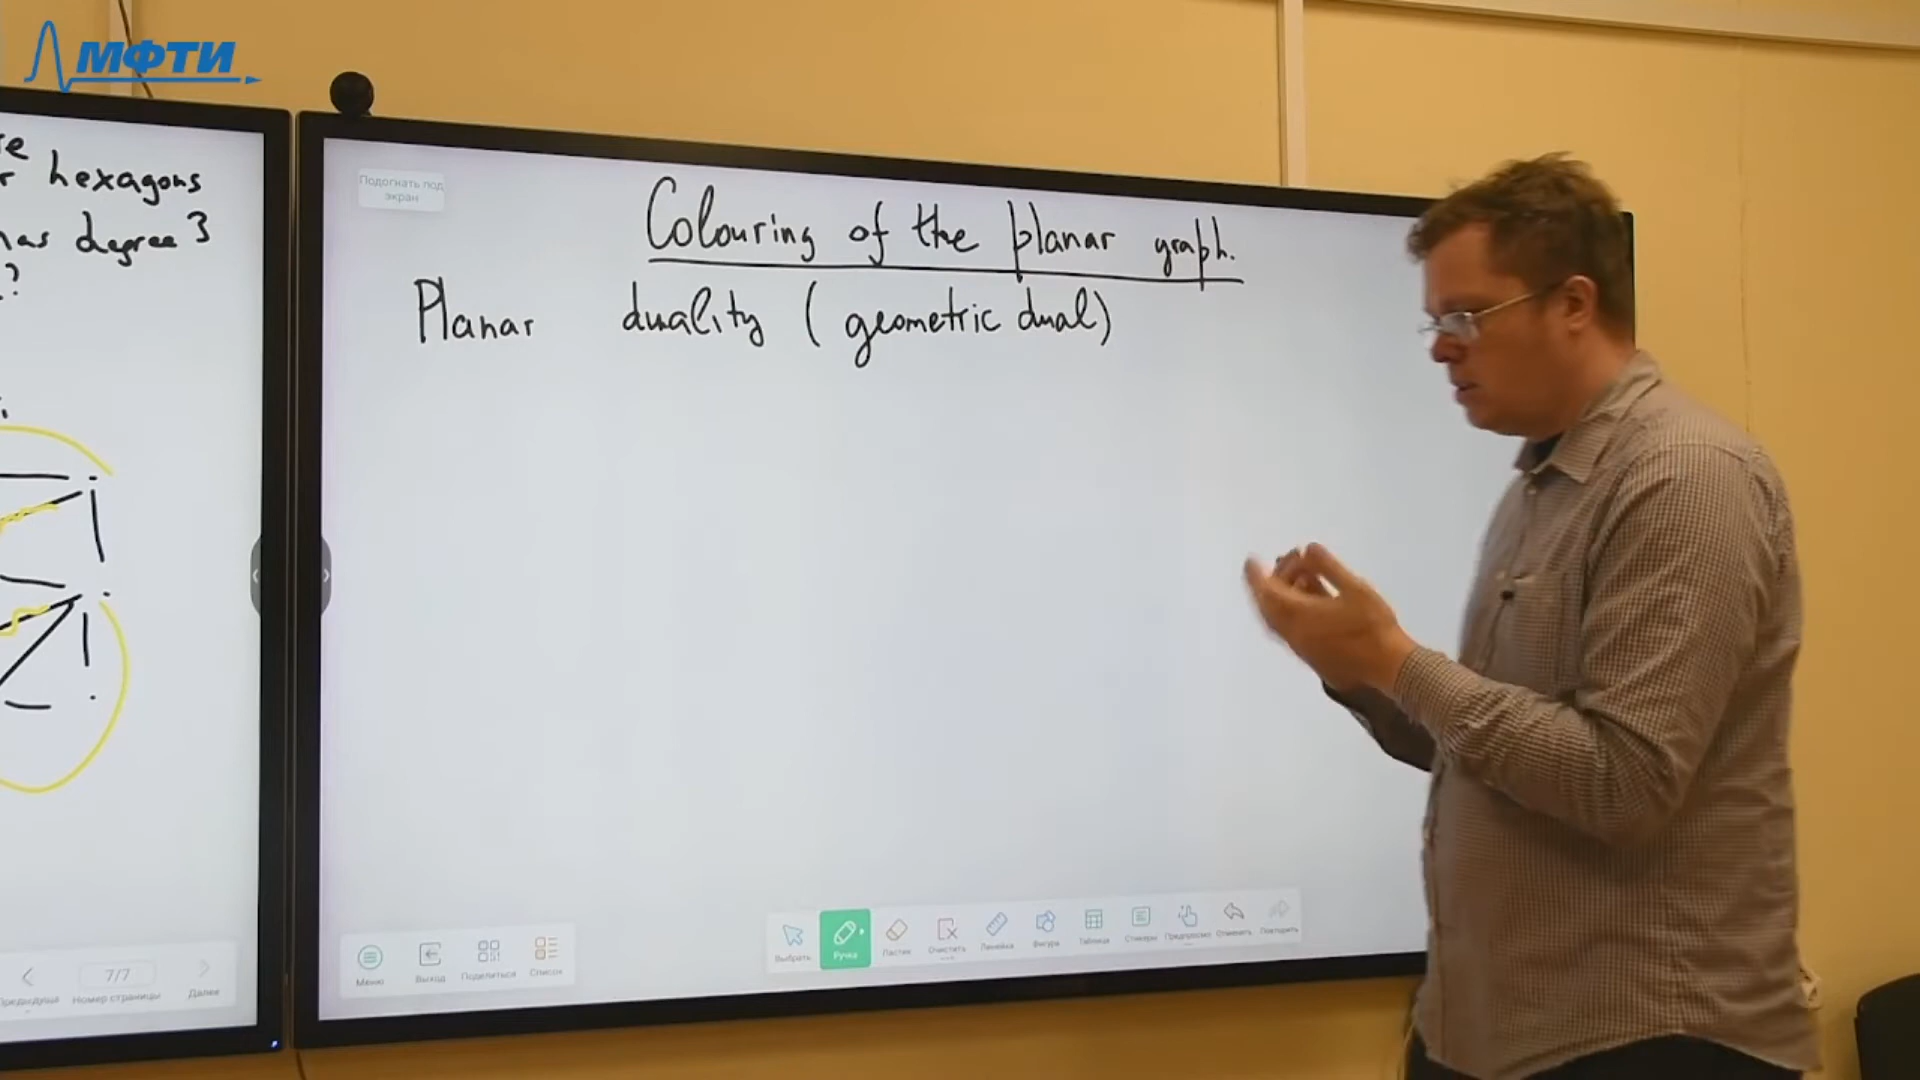 МФТИ
hexagons
has degree 3
?
Подогнать под
экран
Colouring of the planar graph.
Planar duality (geometric dual)
7/7
Номер страницы
Далее
Меню
Выход
Поделиться
Список
Выбрать
Ручка
Ластик
Очистить
Линейка
Фигура
Таблица
Стикеры
Отменить
Повторить